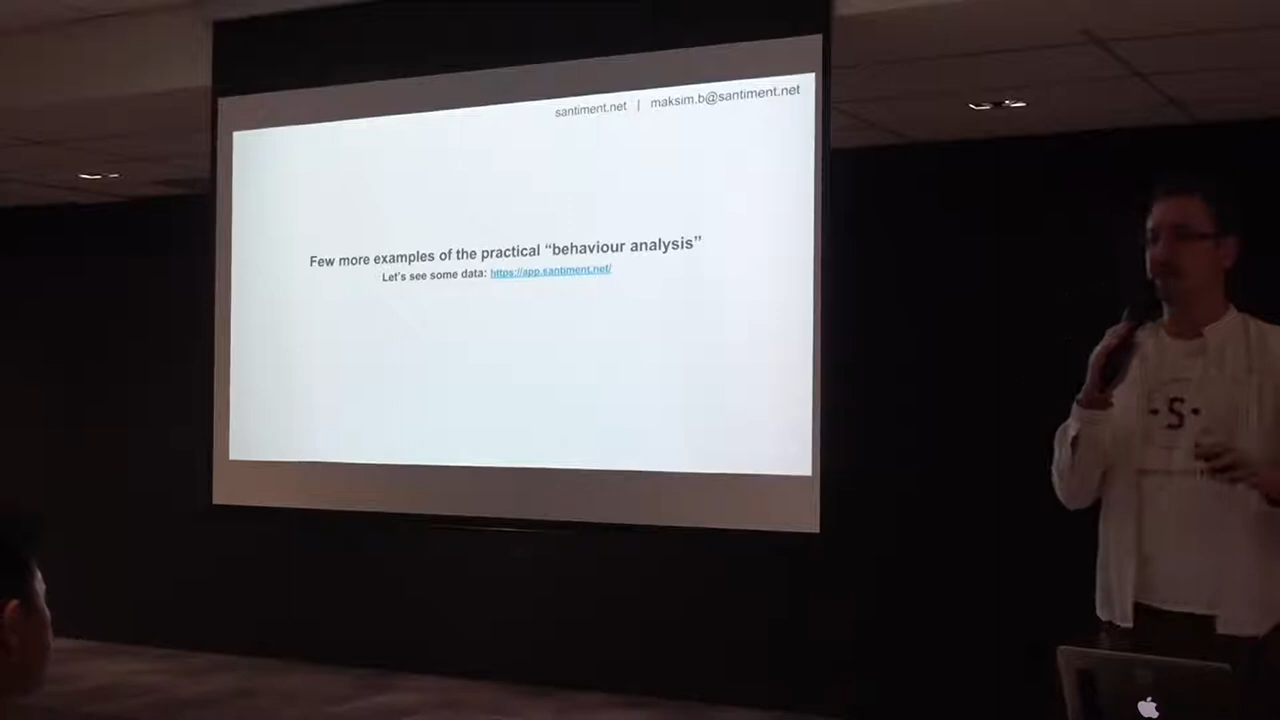 santiment.net | maksim.b@santiment.net
Few more examples of the practical “behaviour analysis”
Let's see some data: https://app.santiment.net/
·S·